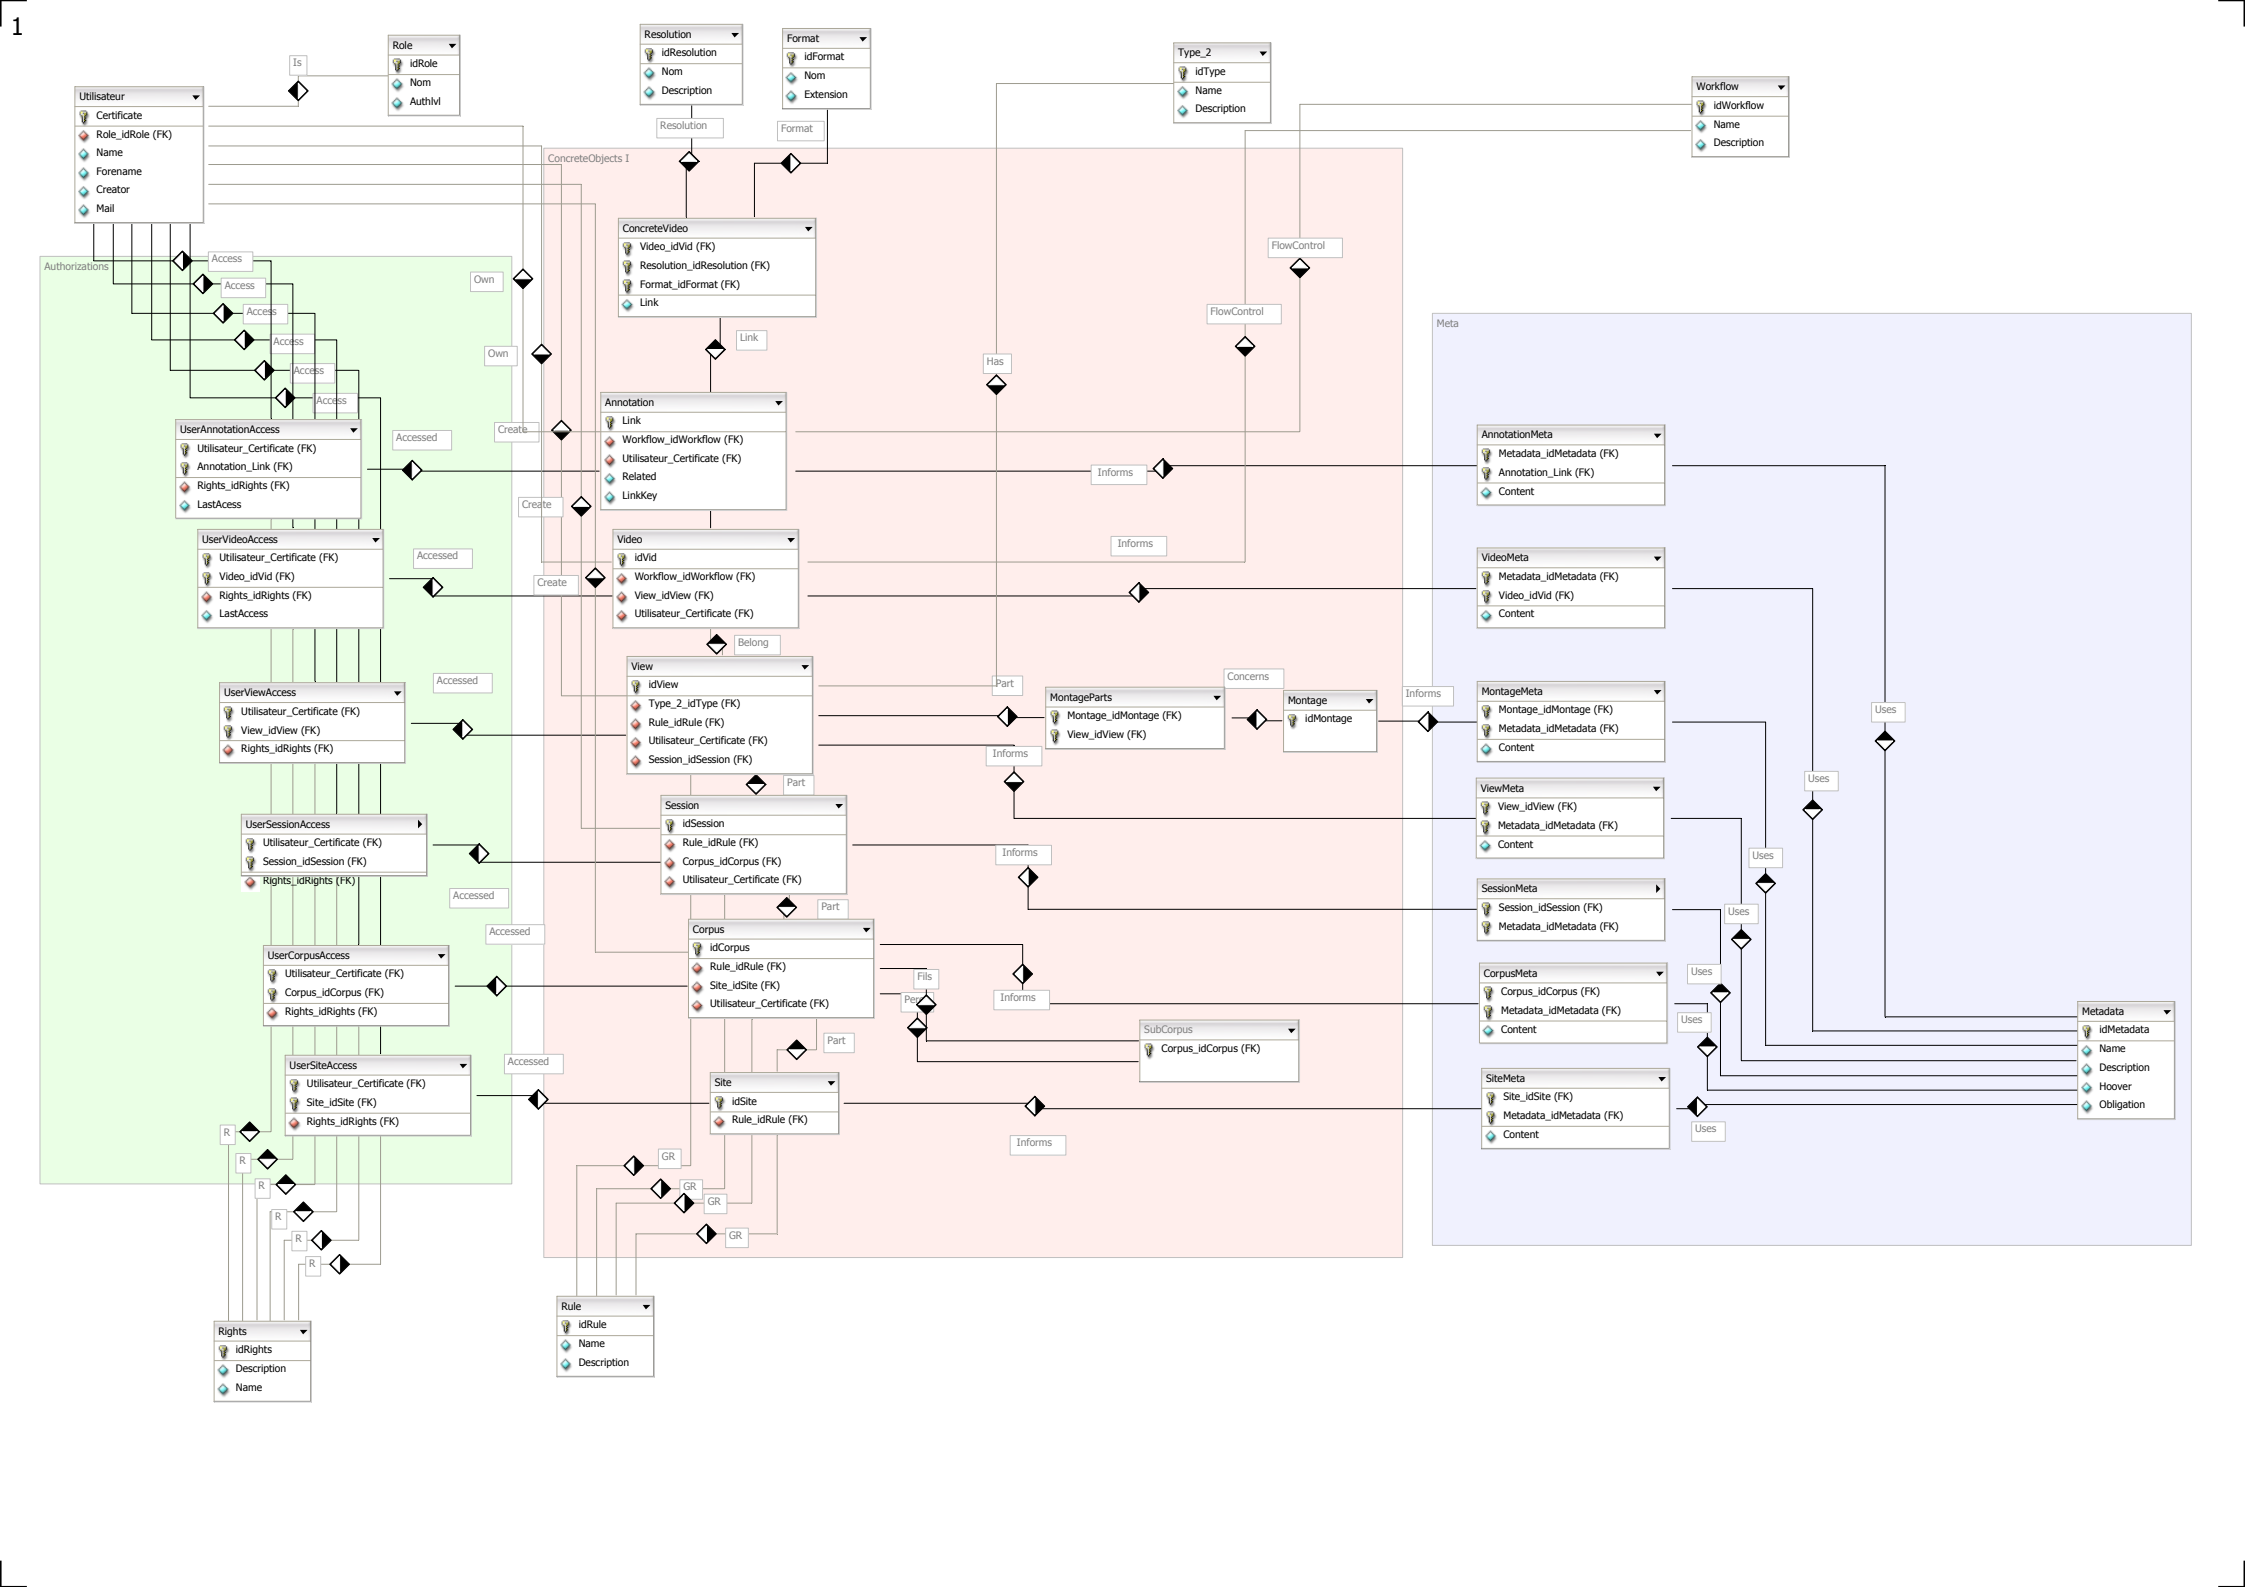 1
Role
idRole
Nom
Authlvl
Is
Utilisateur
Certificate
Role_idRole (FK)
Name
Forename
Creator
Mail
Resolution
idResolution
Nom
Description
Resolution
Format
idFormat
Nom
Extension
Format
Type_2
idType
Name
Description
Workflow
idWorkflow
Name
Description
Authorizations
Access
Access
Access
Access
Access
Access
UserAnnotationAccess
Utilisateur_Certificate (FK)
Annotation_Link (FK)
Rights_idRights (FK)
LastAcess
Accessed
UserVideoAccess
Utilisateur_Certificate (FK)
Video_idVid (FK)
Rights_idRights (FK)
LastAccess
Accessed
UserViewAccess
Utilisateur_Certificate (FK)
View_idView (FK)
Rights_idRights (FK)
Accessed
UserSessionAccess
Utilisateur_Certificate (FK)
Session_idSession (FK)
Rights_idRights (FK)
Accessed
Accessed
UserCorpusAccess
Utilisateur_Certificate (FK)
Corpus_idCorpus (FK)
Rights_idRights (FK)
UserSiteAccess
Utilisateur_Certificate (FK)
Site_idSite (FK)
Rights_idRights (FK)
Accessed
R
R
R
R
R
R
Rights
idRights
Description
Name
ConcreteObjects I
ConcreteVideo
Video_idVid (FK)
Resolution_idResolution (FK)
Format_idFormat (FK)
Link
Own
Own
Link
Create
Create
Create
Annotation
Link
Workflow_idWorkflow (FK)
Utilisateur_Certificate (FK)
Related
LinkKey
Video
idVid
Workflow_idWorkflow (FK)
View_idView (FK)
Utilisateur_Certificate (FK)
Belong
View
idView
Type_2_idType (FK)
Rule_idRule (FK)
Utilisateur_Certificate (FK)
Session_idSession (FK)
Part
Session
idSession
Rule_idRule (FK)
Corpus_idCorpus (FK)
Utilisateur_Certificate (FK)
Part
Corpus
idCorpus
Rule_idRule (FK)
Site_idSite (FK)
Utilisateur_Certificate (FK)
Part
Site
idSite
Rule_idRule (FK)
GR
GR
GR
GR
Rule
idRule
Name
Description
FlowControl
FlowControl
Has
Informs
Informs
Part
MontageParts
Montage_idMontage (FK)
View_idView (FK)
Concerns
Montage
idMontage
Informs
Informs
Informs
Fils
Informs
SubCorpus
Corpus_idCorpus (FK)
Informs
Meta
AnnotationMeta
Metadata_idMetadata (FK)
Annotation_Link (FK)
Content
VideoMeta
Metadata_idMetadata (FK)
Video_idVid (FK)
Content
MontageMeta
Montage_idMontage (FK)
Metadata_idMetadata (FK)
Content
ViewMeta
View_idView (FK)
Metadata_idMetadata (FK)
Content
SessionMeta
Session_idSession (FK)
Metadata_idMetadata (FK)
CorpusMeta
Corpus_idCorpus (FK)
Metadata_idMetadata (FK)
Content
SiteMeta
Site_idSite (FK)
Metadata_idMetadata (FK)
Content
Uses
Uses
Uses
Uses
Uses
Uses
Uses
Metadata
idMetadata
Name
Description
Hoover
Obligation